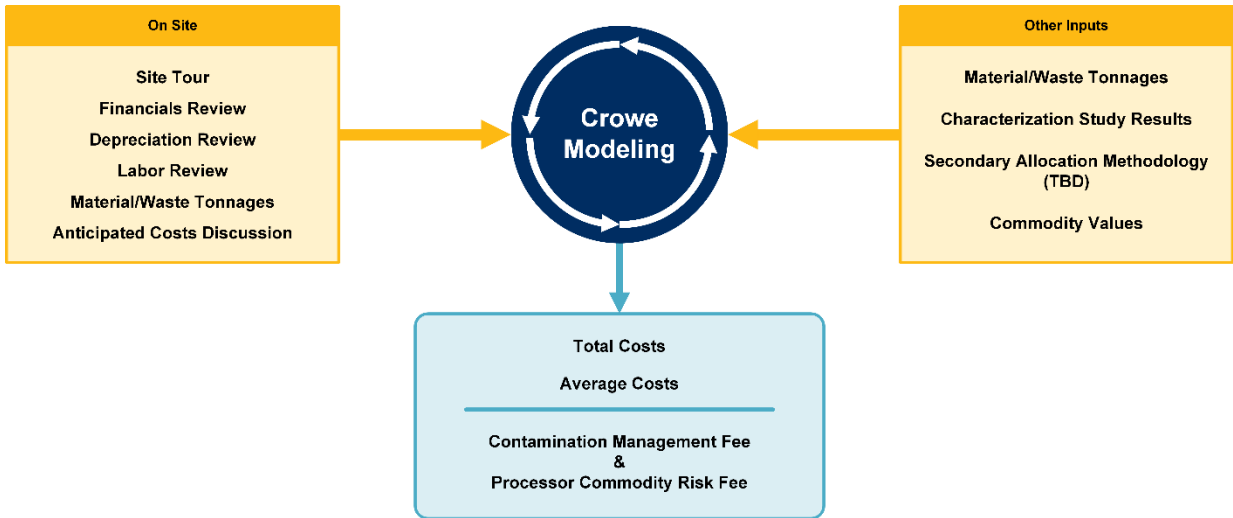 On Site
Site Tour
Financials Review
Depreciation Review
Labor Review
Material/Waste Tonnages
Anticipated Costs Discussion
Crowe
Modeling
Other Inputs
Material/Waste Tonnages
Characterization Study Results
Secondary Allocation Methodology
(TBD)
Commodity Values
Total Costs
Average Costs
Contamination Management Fee
&
Processor Commodity Risk Fee